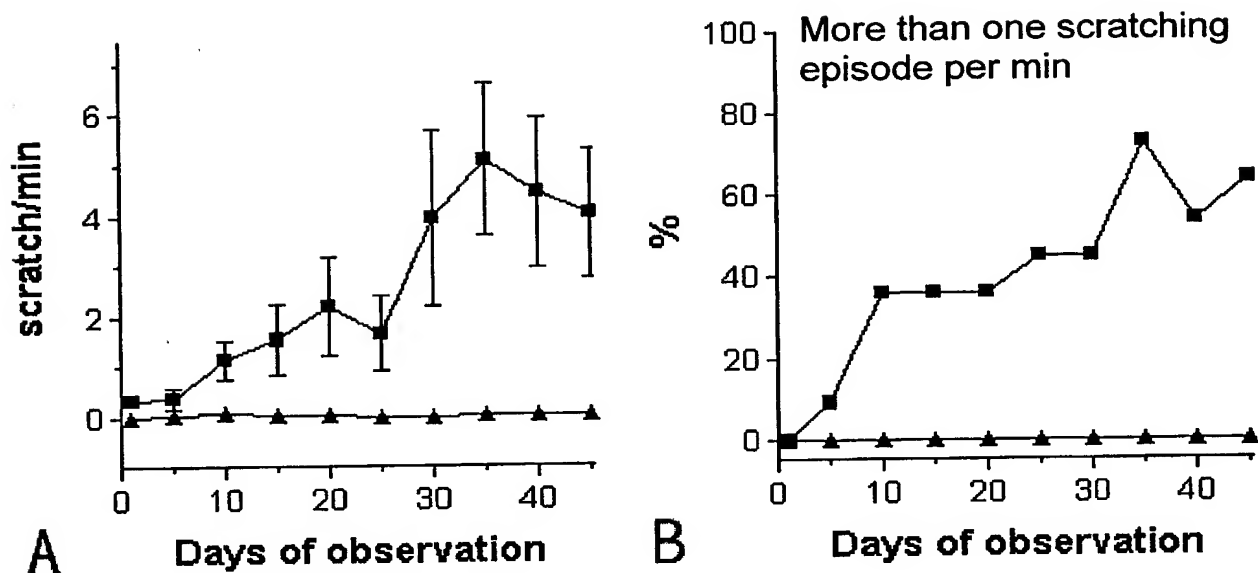 scratch/min
6
4
2
0
0 10 20 30 40
Days of observation
A
More than one scratching
episode per min
%
100
80
60
40
20
0
0 10 20 30 40
Days of observation
B